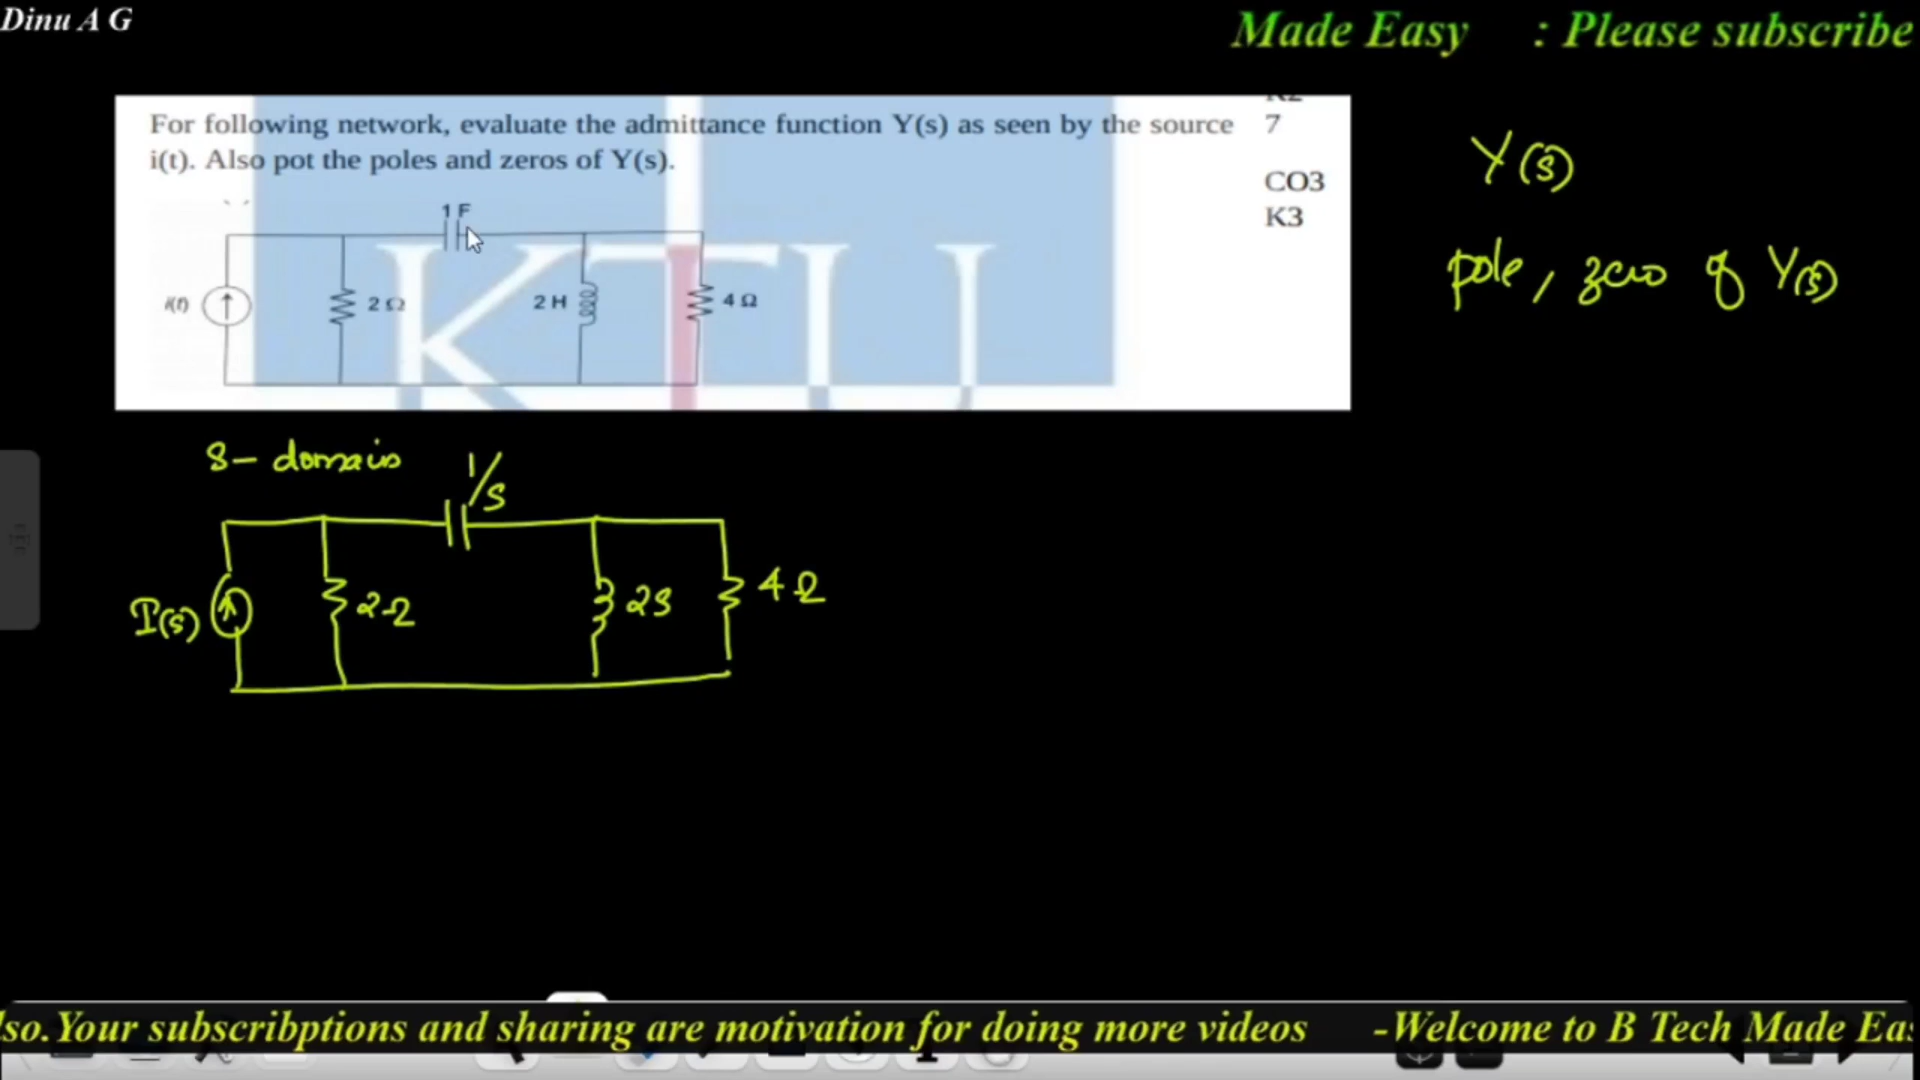 Dinu A G
Made Easy : Please subscribe
For following network, evaluate the admittance function Y(s) as seen by the source 7
i(t). Also pot the poles and zeros of Y(s).
CO3
K3
1 F
i(t)
2 Ω
2 H
4 Ω
KTU
Y(s)
pole, zero of Y(s)
S- domain
1/s
I(s)
2Ω
2S
4Ω
so. Your subscribptions and sharing are motivation for doing more videos -Welcome to B Tech Made Eas